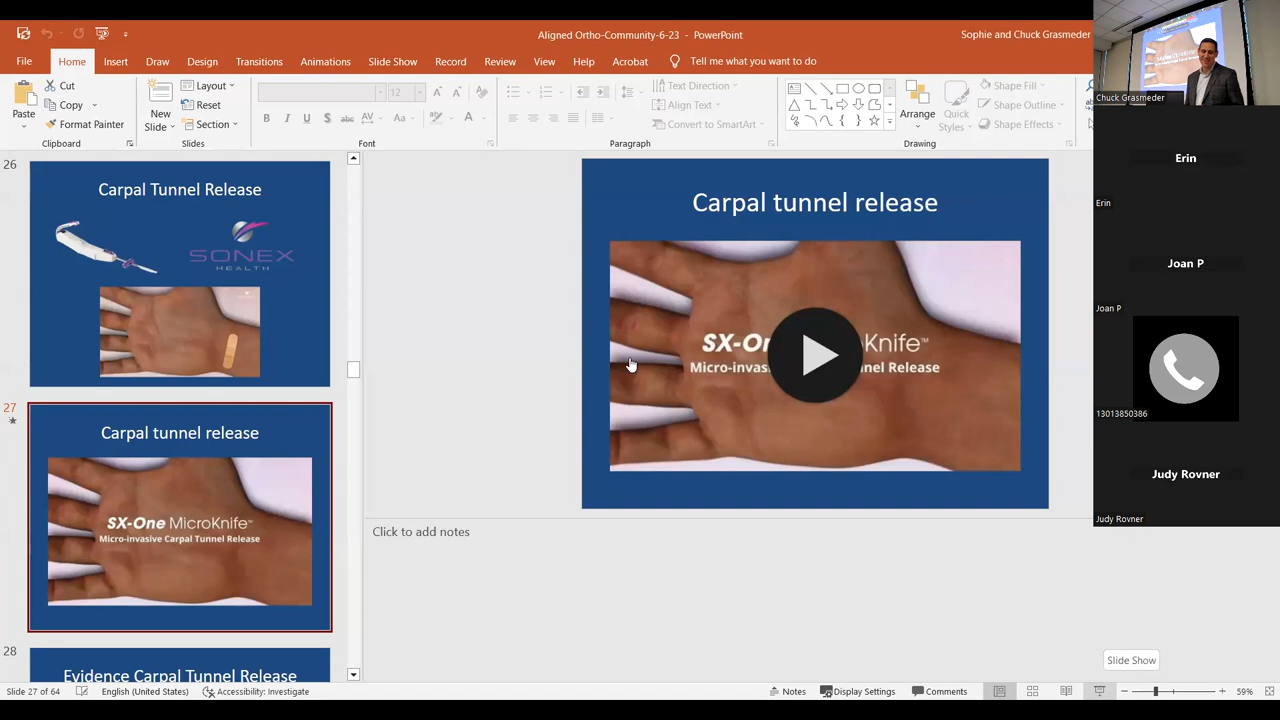 Aligned Ortho-Community-6-23 - PowerPoint
Sophie and Chuck Grasmeder
File Home Insert Draw Design Transitions Animations Slide Show Record Review View Help Acrobat Tell me what you want to do
Paste
Cut
Copy
Format Painter
Clipboard
New
Slide
Layout
Reset
Section
Slides
12
B I U S abc AV Aa A
A A
Font
Text Direction
Align Text
Convert to SmartArt
Paragraph
Arrange
Quick
Styles
Shape Fill
Shape Outline
Shape Effects
Drawing
26
Carpal Tunnel Release
SONEX
HEALTH
27
Carpal tunnel release
SX-One MicroKnife™
Micro-invasive Carpal Tunnel Release
28
Evidence Carpal Tunnel Release
Carpal tunnel release
Click to add notes
Chuck Grasmeder
Erin
Erin
Joan P
Joan P
13013850386
Judy Rovner
Judy Rovner
Slide Show
Slide 27 of 64 English (United States) Accessibility: Investigate Notes Display Settings Comments 59%